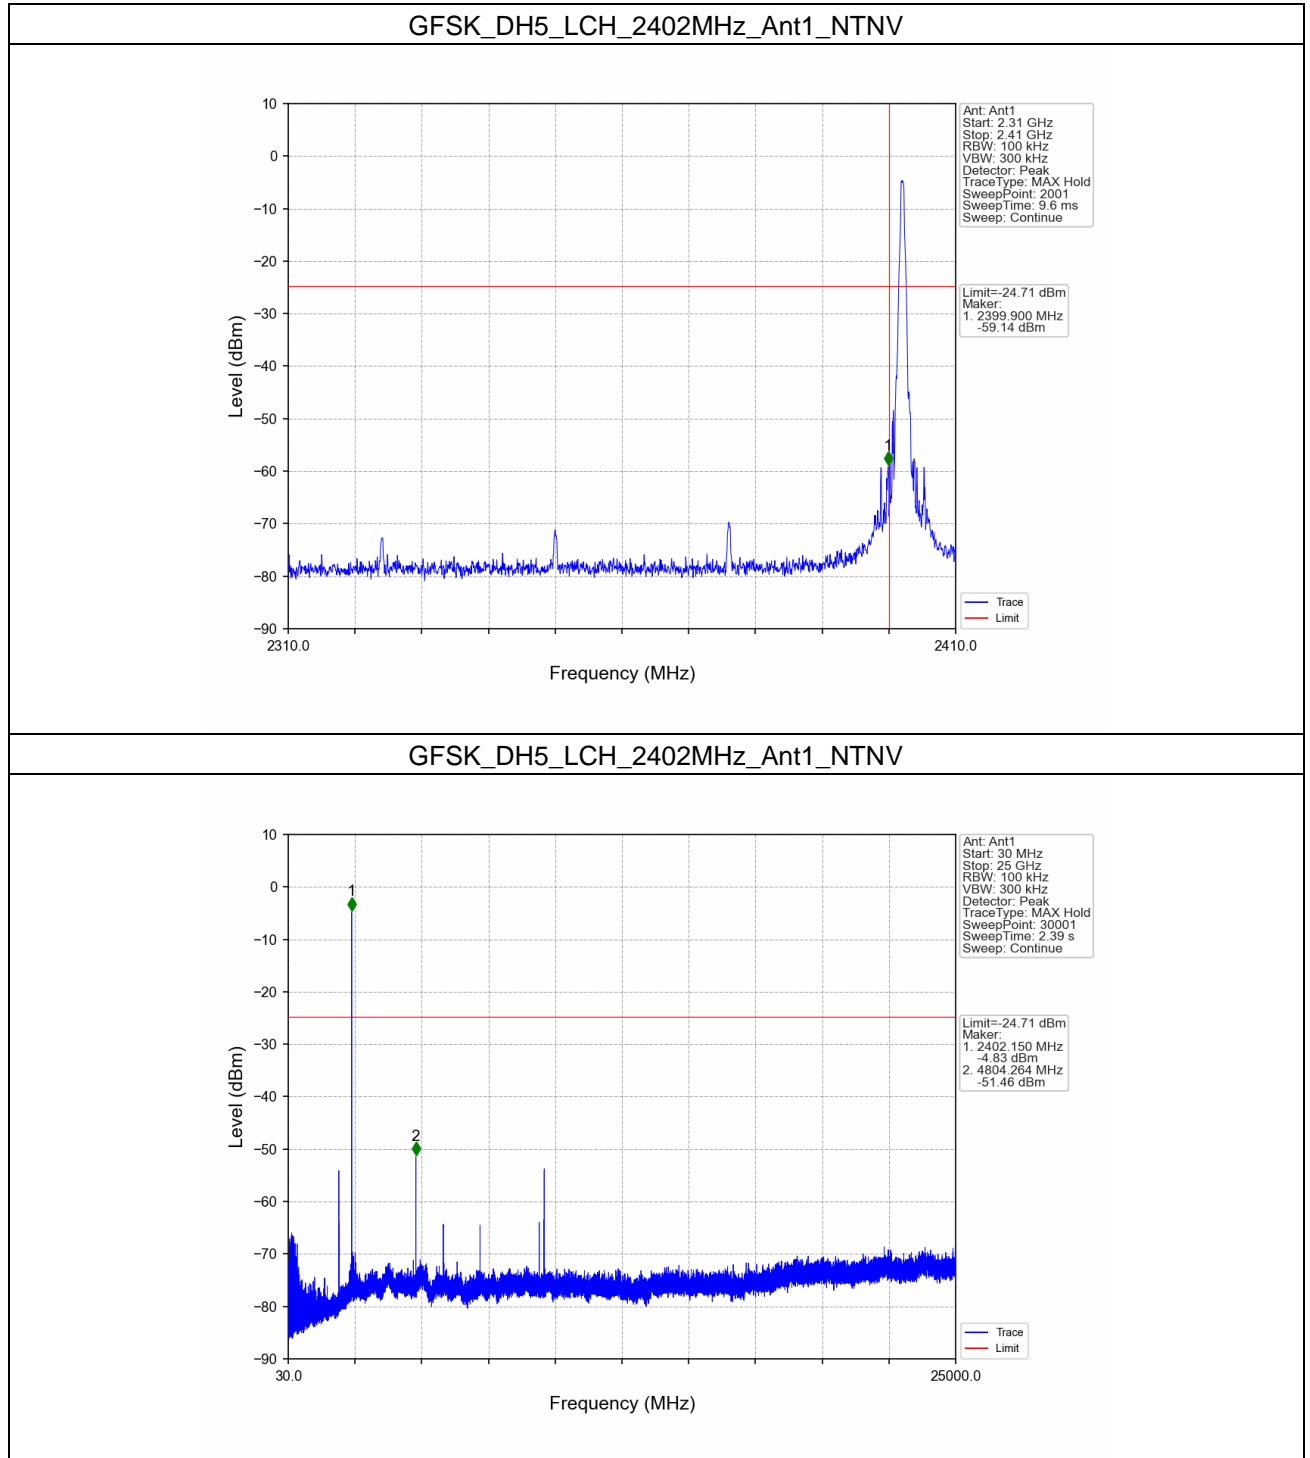 GFSK_DH5_LCH_2402MHz_Ant1_NTNV
10
0
−10
−20
−30
−40
−50
−60
−70
−80
−90
Level (dBm)
2310.0
2410.0
Frequency (MHz)
1
Ant: Ant1
Start: 2.31 GHz
Stop: 2.41 GHz
RBW: 100 kHz
VBW: 300 kHz
Detector: Peak
TraceType: MAX Hold
SweepPoint: 2001
SweepTime: 9.6 ms
Sweep: Continue
Limit=-24.71 dBm
Maker:
1. 2399.900 MHz
-59.14 dBm
Trace
Limit
GFSK_DH5_LCH_2402MHz_Ant1_NTNV
10
0
−10
−20
−30
−40
−50
−60
−70
−80
−90
Level (dBm)
30.0
25000.0
Frequency (MHz)
1
2
Ant: Ant1
Start: 30 MHz
Stop: 25 GHz
RBW: 100 kHz
VBW: 300 kHz
Detector: Peak
TraceType: MAX Hold
SweepPoint: 30001
SweepTime: 2.39 s
Sweep: Continue
Limit=-24.71 dBm
Maker:
1. 2402.150 MHz
-4.83 dBm
2. 4804.264 MHz
-51.46 dBm
Trace
Limit